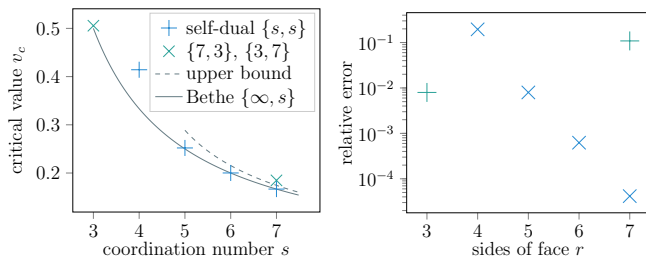 critical value v_c
0.5
0.4
0.3
0.2
3 4 5 6 7
coordination number s
self-dual {s, s}
{7, 3}, {3, 7}
upper bound
Bethe {∞, s}
relative error
10⁻¹
10⁻²
10⁻³
10⁻⁴
3 4 5 6 7
sides of face r